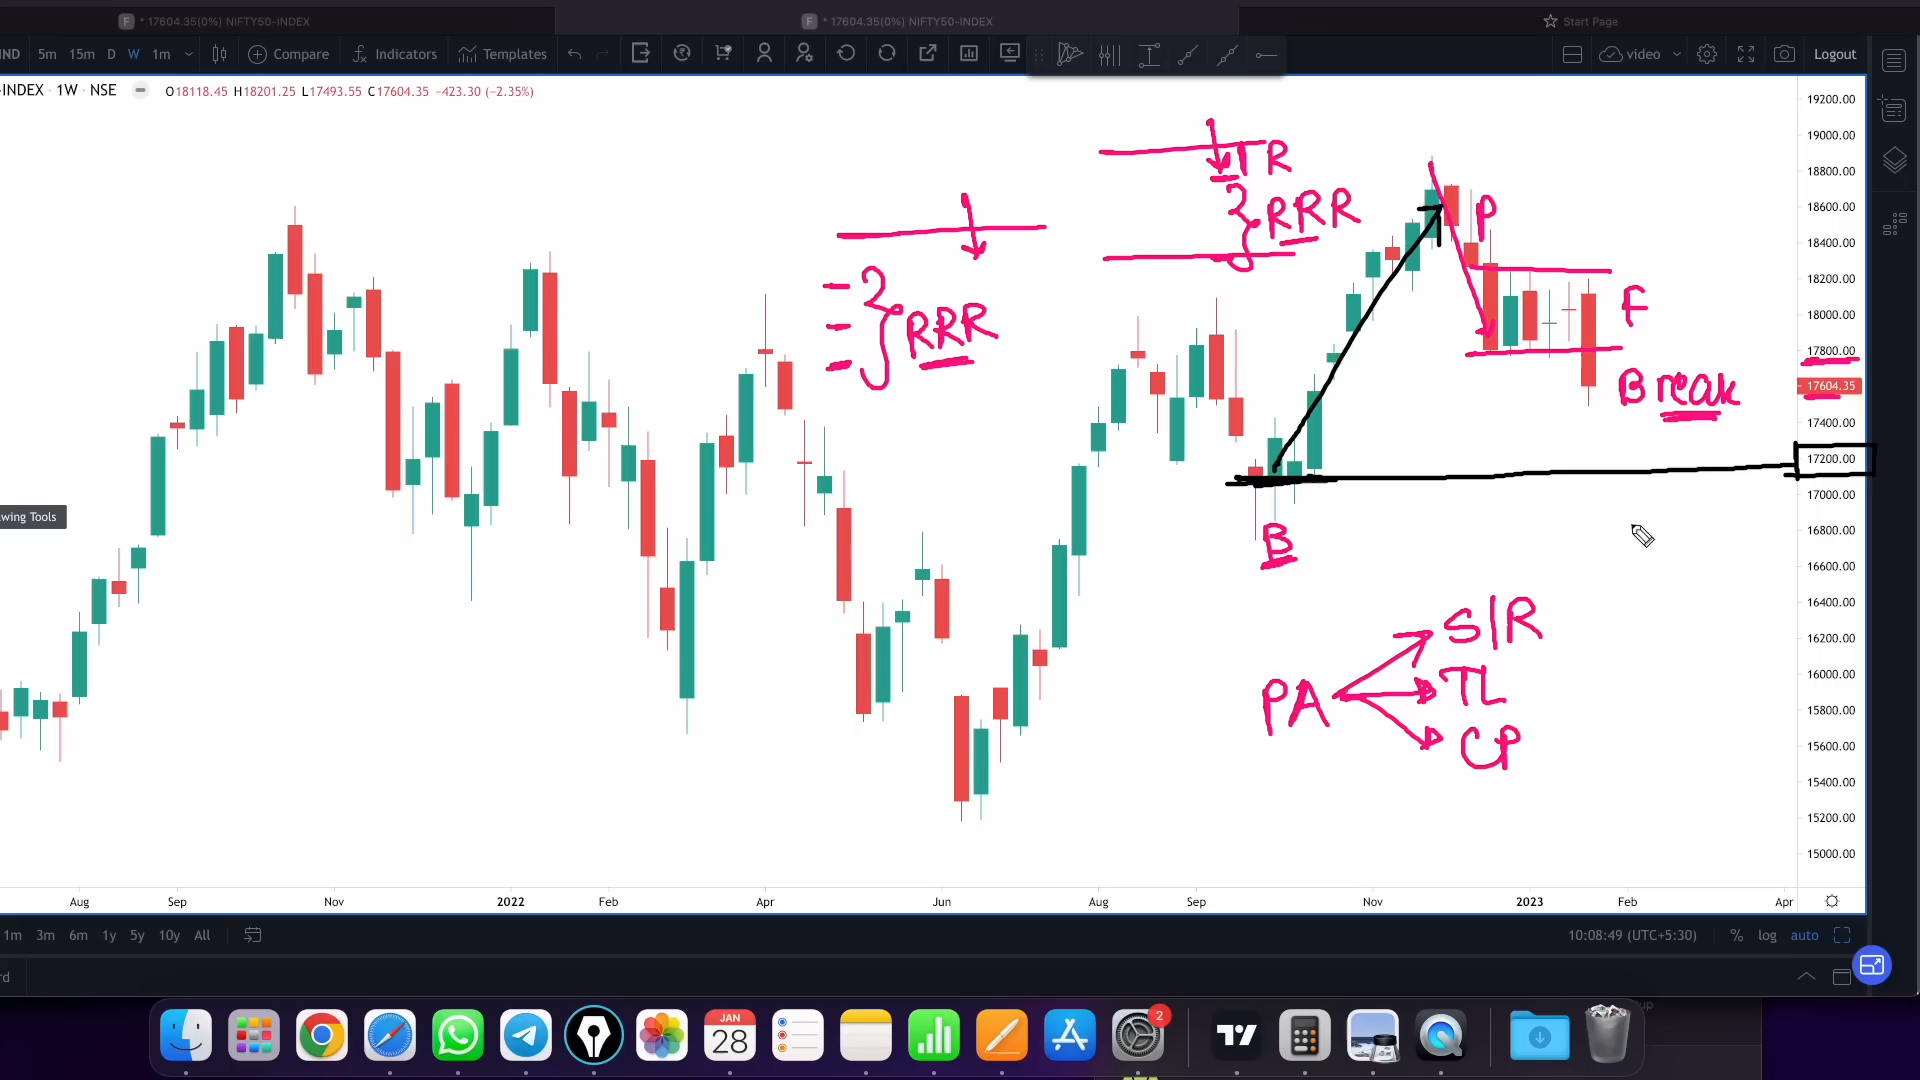 F * 17604.35(0%) NIFTY50-INDEX
F * 17604.35(0%) NIFTY50-INDEX
Start Page
IND 5m 15m D W 1m Compare Indicators Templates
video Logout
-INDEX · 1W · NSE O18118.45 H18201.25 L17493.55 C17604.35 −423.30 (−2.35%)
19200.00
19000.00
18800.00
18600.00
18400.00
18200.00
18000.00
17800.00
17604.35
17400.00
17200.00
17000.00
16800.00
16600.00
16400.00
16200.00
16000.00
15800.00
15600.00
15400.00
15200.00
15000.00
TR
RRR
RRR
P
F
Break
B
S|R
PA
TL
CP
wing Tools
Aug Sep Nov 2022 Feb Apr Jun Aug Sep Nov 2023 Feb Apr
1m 3m 6m 1y 5y 10y All
10:08:49 (UTC+5:30) % log auto
rd
JAN
28
2